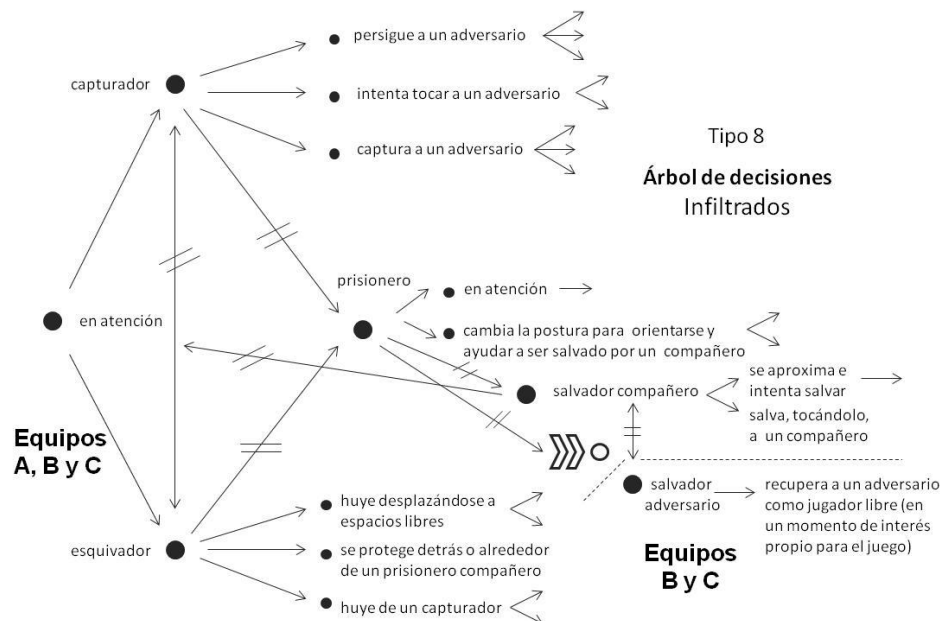 persigue a un adversario
capturador
intenta tocar a un adversario
captura a un adversario
Tipo 8
Árbol de decisiones
Infiltrados
prisionero
en atención
en atención
cambia la postura para orientarse y
ayudar a ser salvado por un compañero
salvador compañero
se aproxima e
intenta salvar
salva, tocándolo,
a un compañero
Equipos
A, B y C
salvador
adversario
recupera a un adversario
como jugador libre (en
un momento de interés
propio para el juego)
Equipos
B y C
huye desplazándose a
espacios libres
esquivador
se protege detrás o alrededor
de un prisionero compañero
huye de un capturador